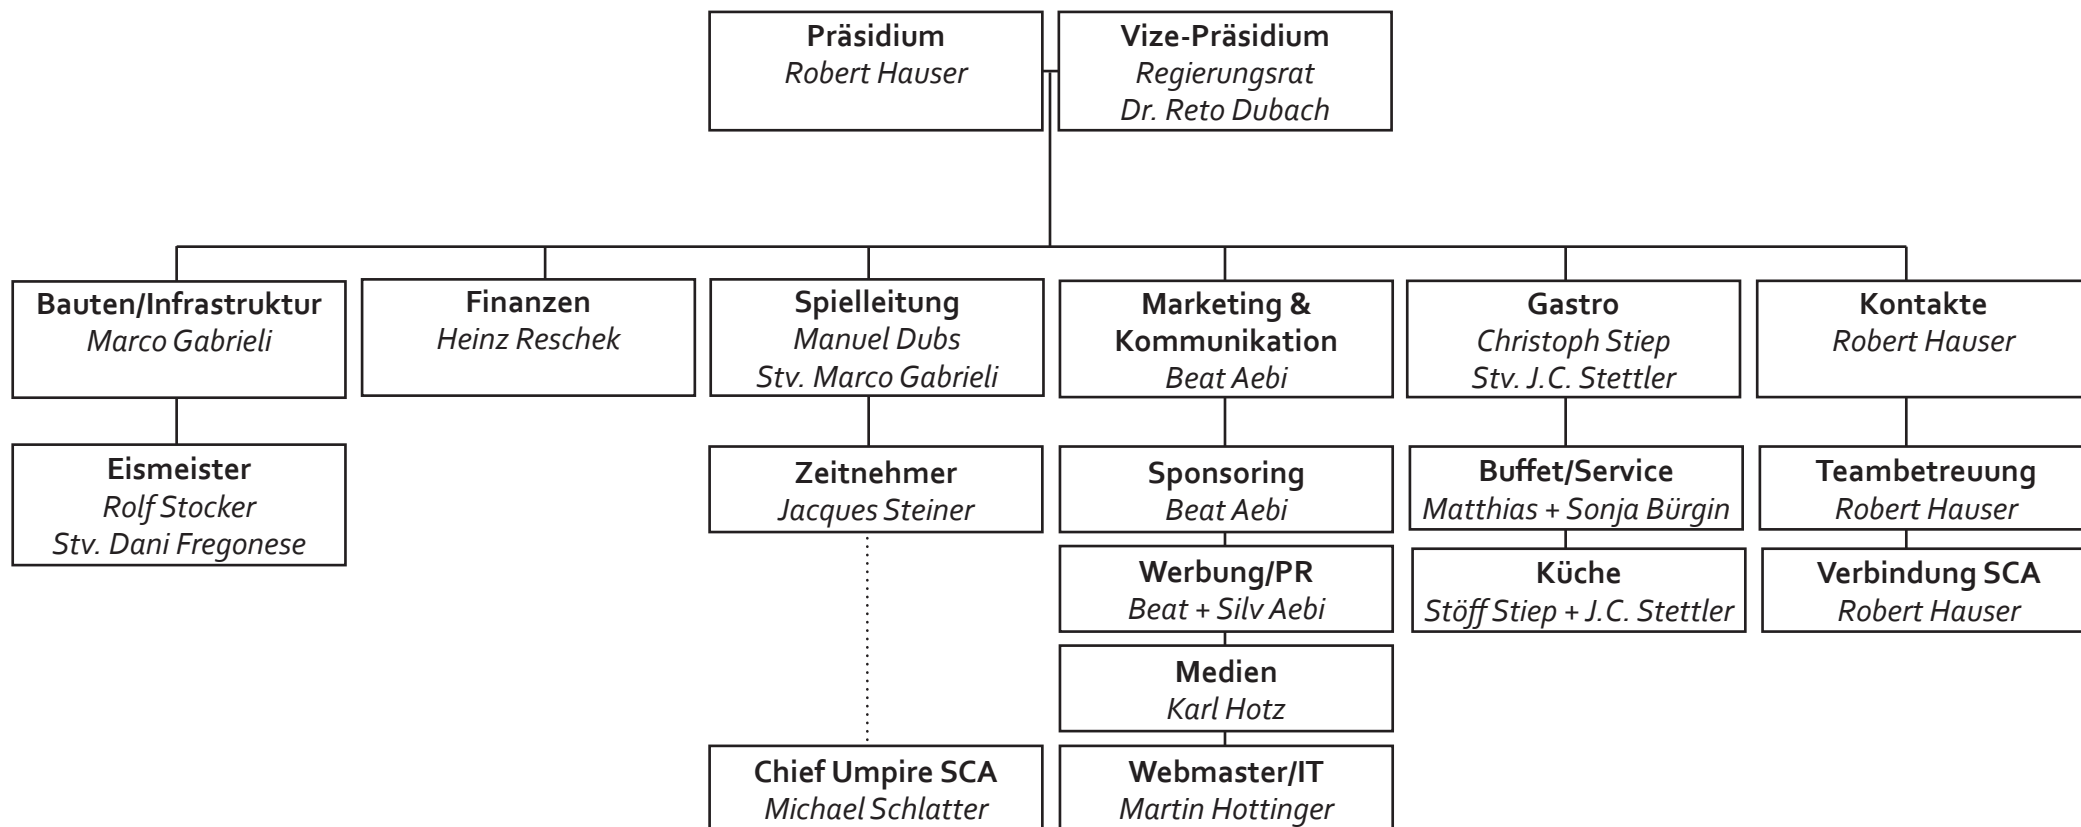 Präsidium
Robert Hauser
Vize-Präsidium
Regierungsrat
Dr. Reto Dubach
Bauten/Infrastruktur
Marco Gabrieli
Finanzen
Heinz Reschek
Spielleitung
Manuel Dubs
Stv. Marco Gabrieli
Marketing &
Kommunikation
Beat Aebi
Gastro
Christoph Stiep
Stv. J.C. Stettler
Kontakte
Robert Hauser
Eismeister
Rolf Stocker
Stv. Dani Fregonese
Zeitnehmer
Jacques Steiner
Sponsoring
Beat Aebi
Buffet/Service
Matthias + Sonja Bürgin
Teambetreuung
Robert Hauser
Werbung/PR
Beat + Silv Aebi
Küche
Stöff Stiep + J.C. Stettler
Verbindung SCA
Robert Hauser
Medien
Karl Hotz
Chief Umpire SCA
Michael Schlatter
Webmaster/IT
Martin Hottinger